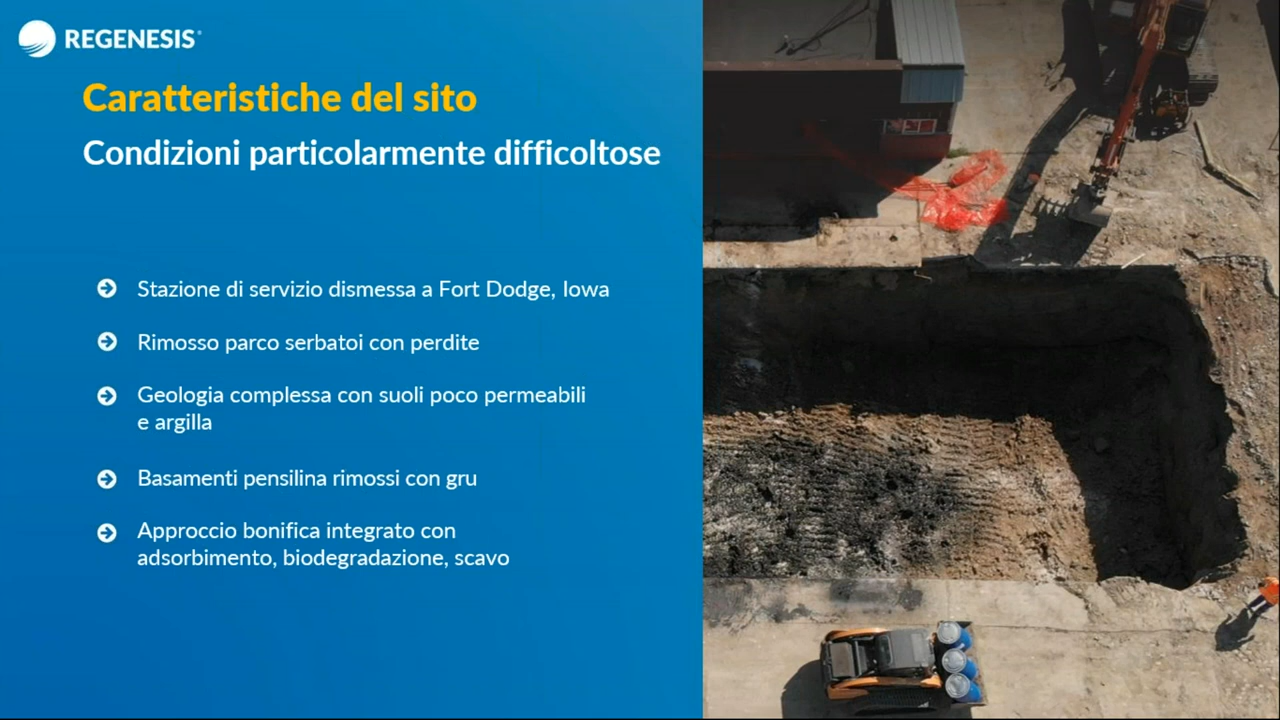 REGENESIS
Caratteristiche del sito
Condizioni particolarmente difficoltose
Stazione di servizio dismessa a Fort Dodge, Iowa
Rimosso parco serbatoi con perdite
Geologia complessa con suoli poco permeabili
e argilla
Basamenti pensilina rimossi con gru
Approccio bonifica integrato con
adsorbimento, biodegradazione, scavo